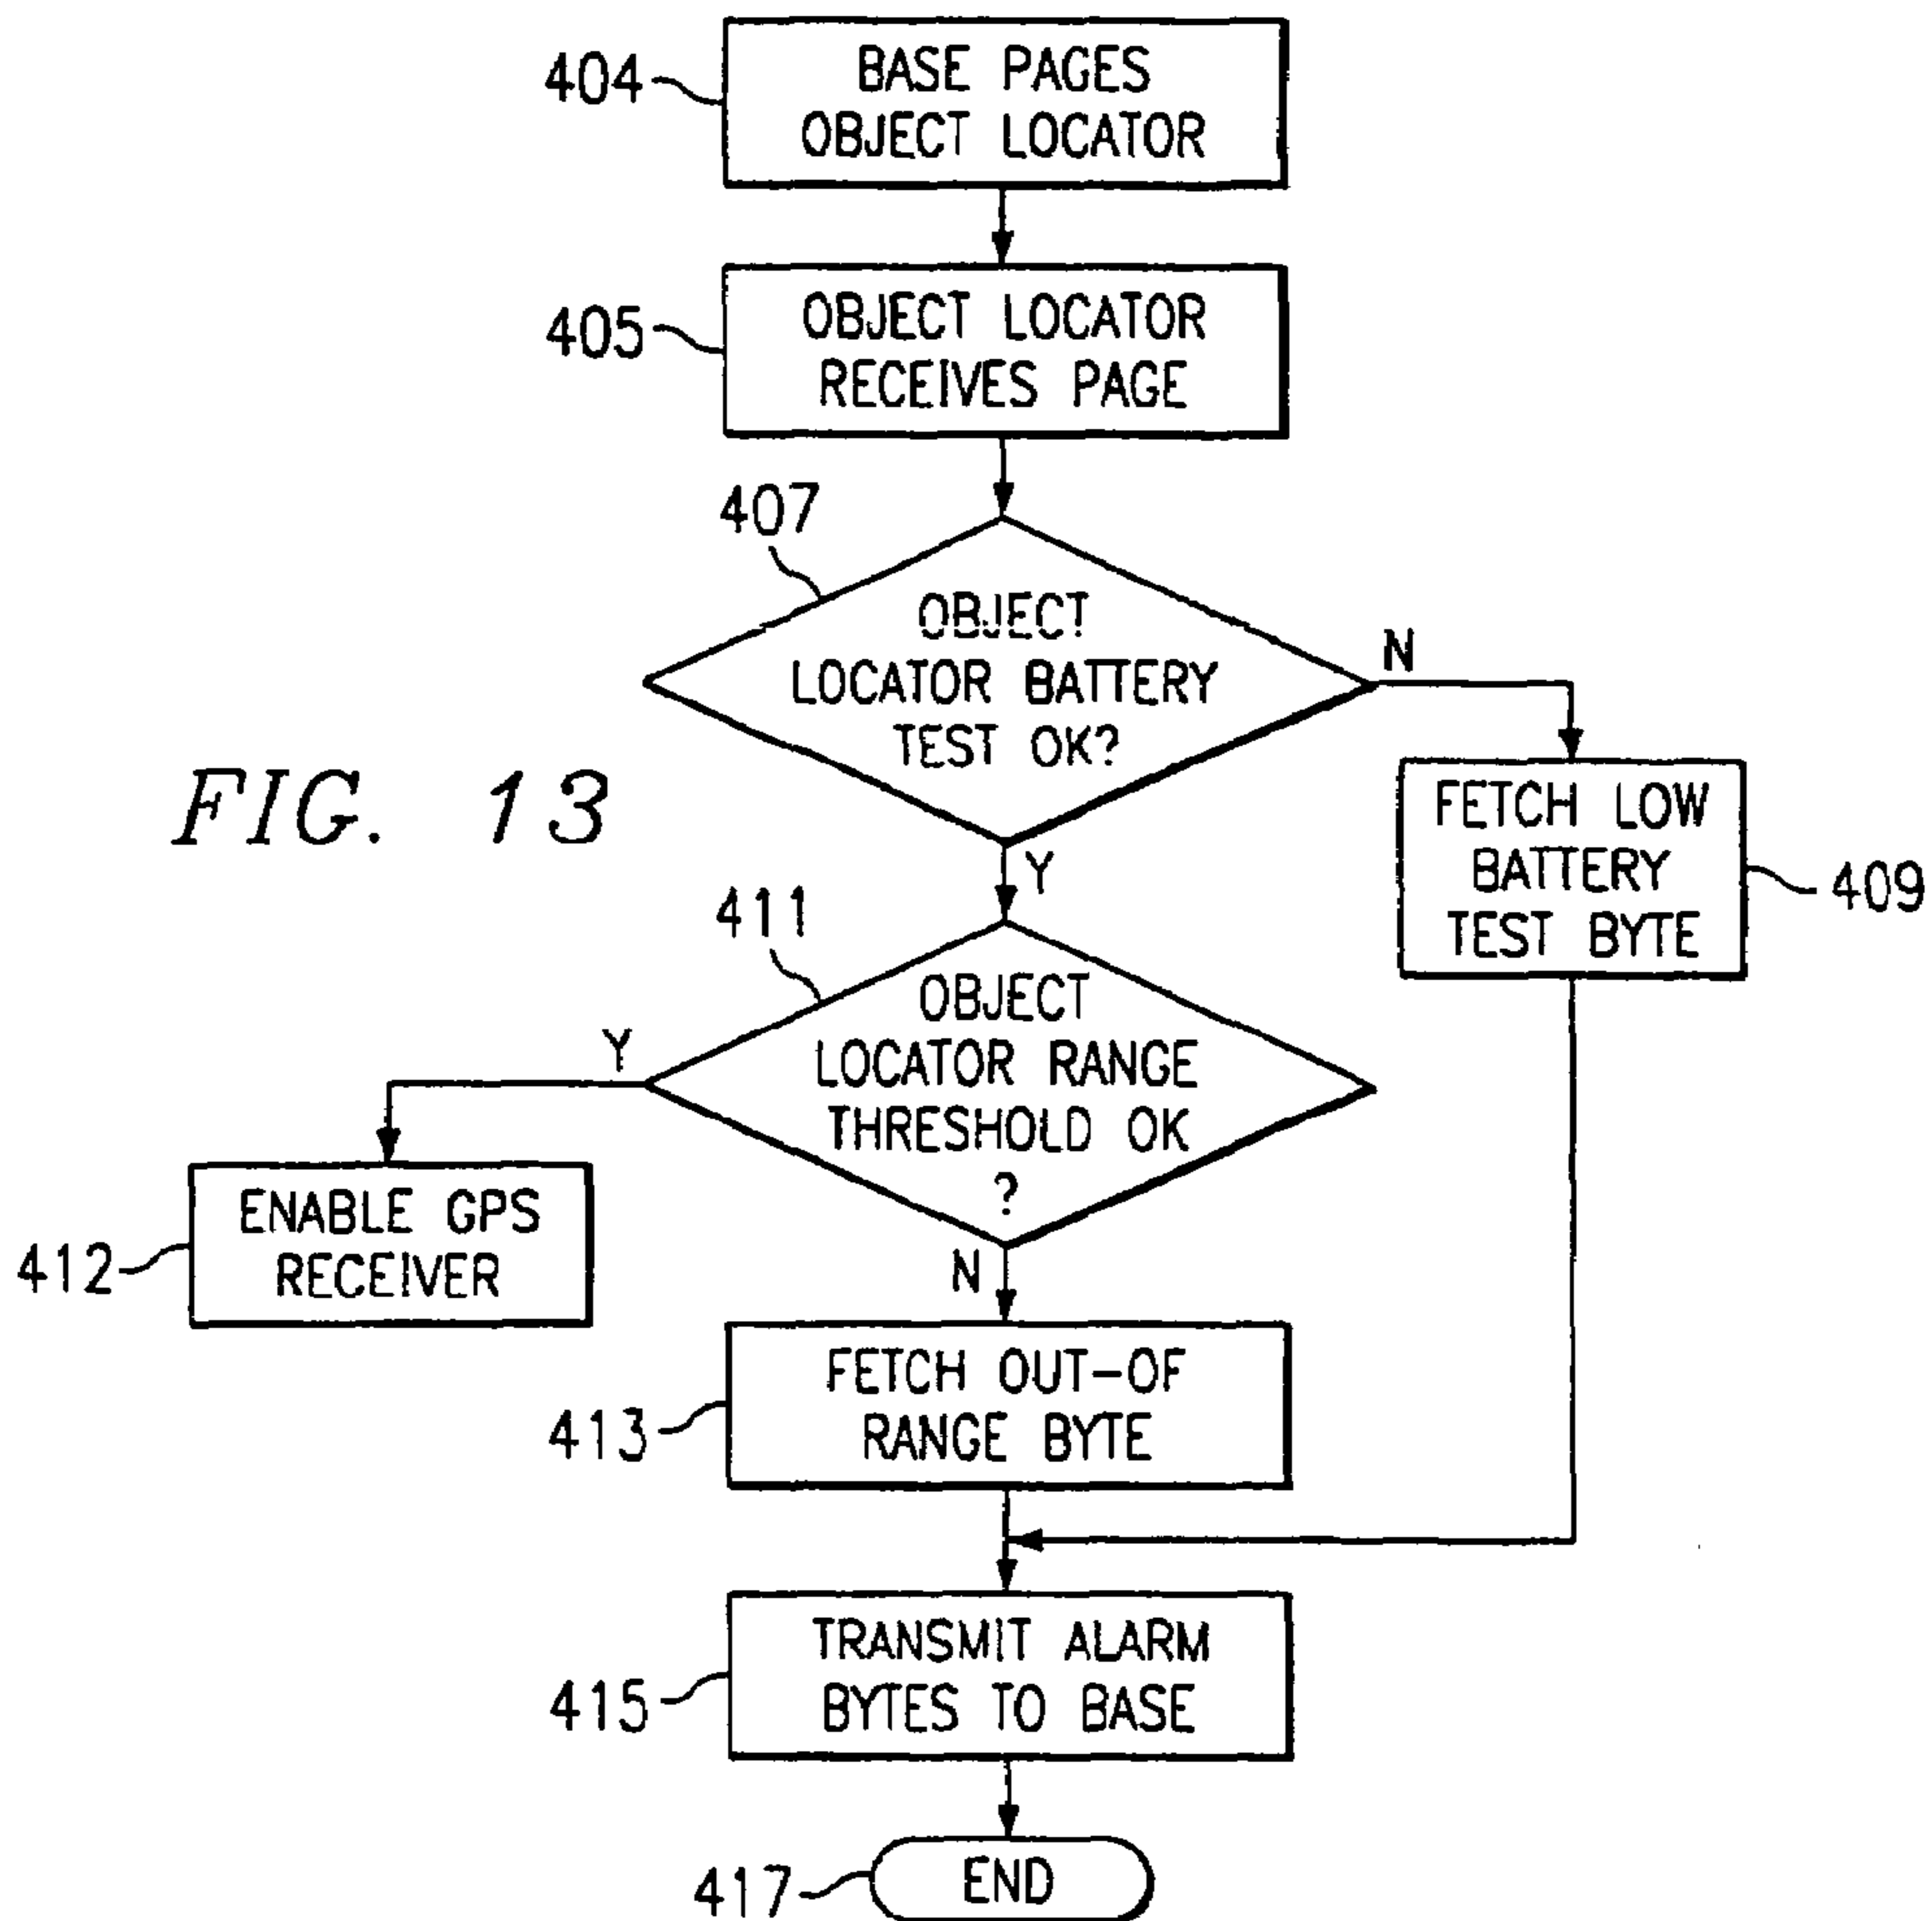 404
BASE PAGES
OBJECT LOCATOR
405
OBJECT LOCATOR
RECEIVES PAGE
407
OBJECT
LOCATOR BATTERY
TEST OK?
N
Y
FIG. 13
FETCH LOW
BATTERY
TEST BYTE
409
411
OBJECT
LOCATOR RANGE
THRESHOLD OK
?
Y
N
412
ENABLE GPS
RECEIVER
413
FETCH OUT-OF
RANGE BYTE
415
TRANSMIT ALARM
BYTES TO BASE
417
END